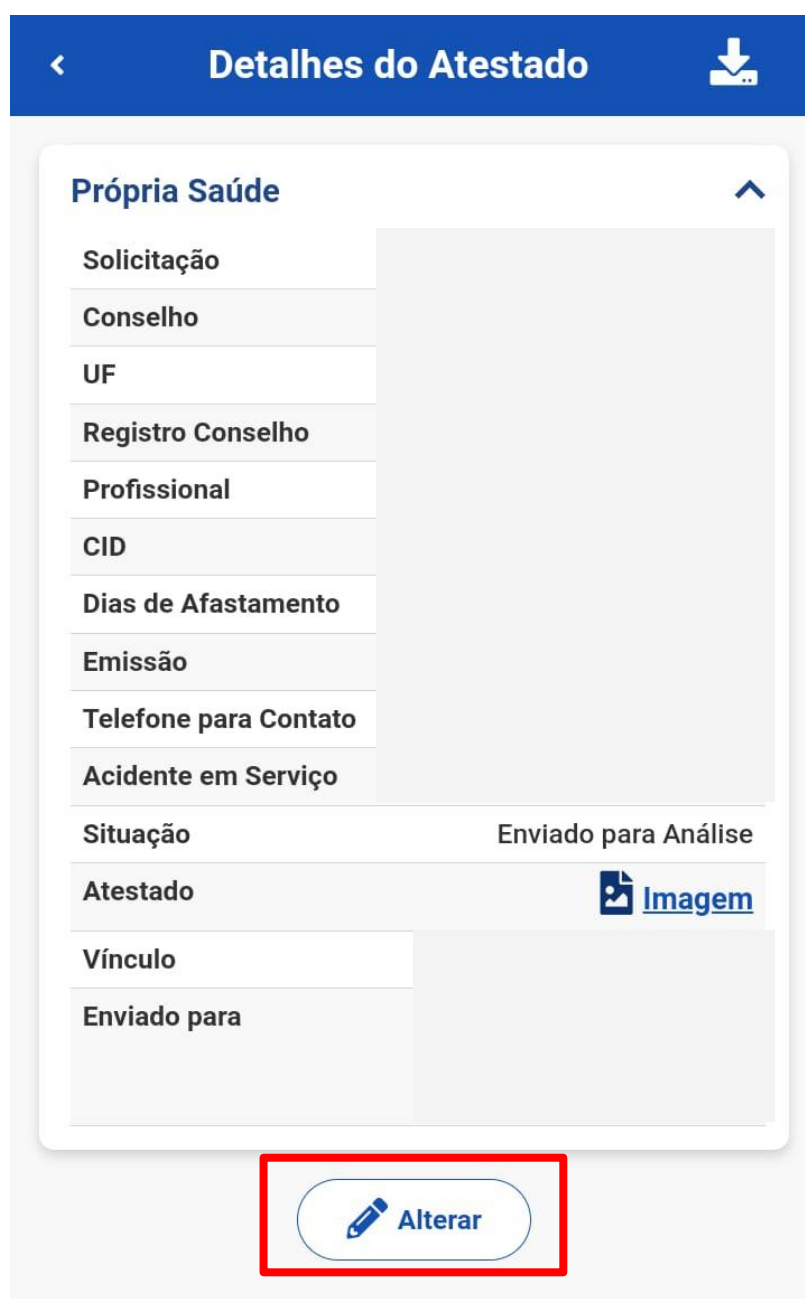 Detalhes do Atestado
Própria Saúde
Solicitação
Conselho
UF
Registro Conselho
Profissional
CID
Dias de Afastamento
Emissão
Telefone para Contato
Acidente em Serviço
Situação Enviado para Análise
Atestado Imagem
Vínculo
Enviado para
Alterar